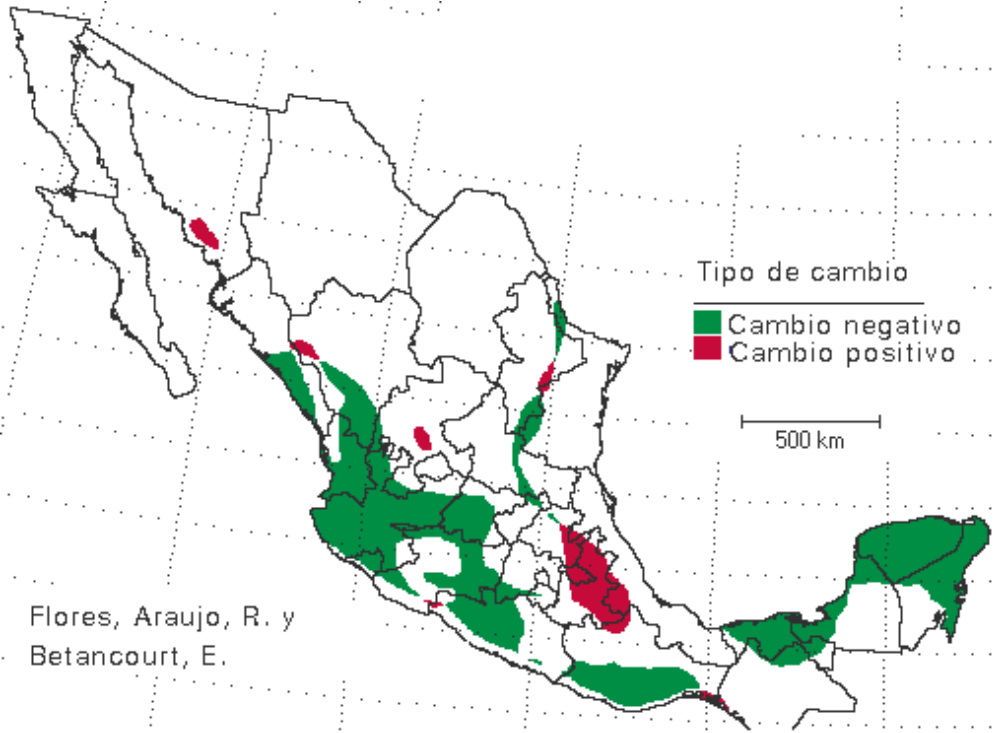 Tipo de cambio
Cambio negativo
Cambio positivo
500 km
Flores, Araujo, R. y
Betancourt, E.